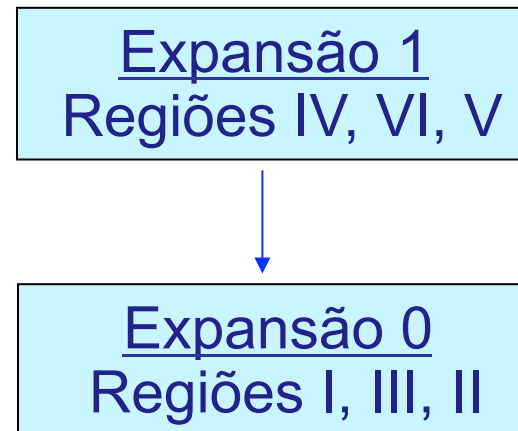 Expansão 1
Regiões IV, VI, V
Expansão 0
Regiões I, III, II